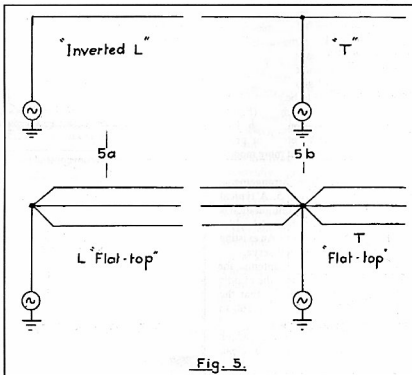 "Inverted L"
"T"
5a
5b
L "Flat-top"
T
"Flat-top"
Fig. 5.